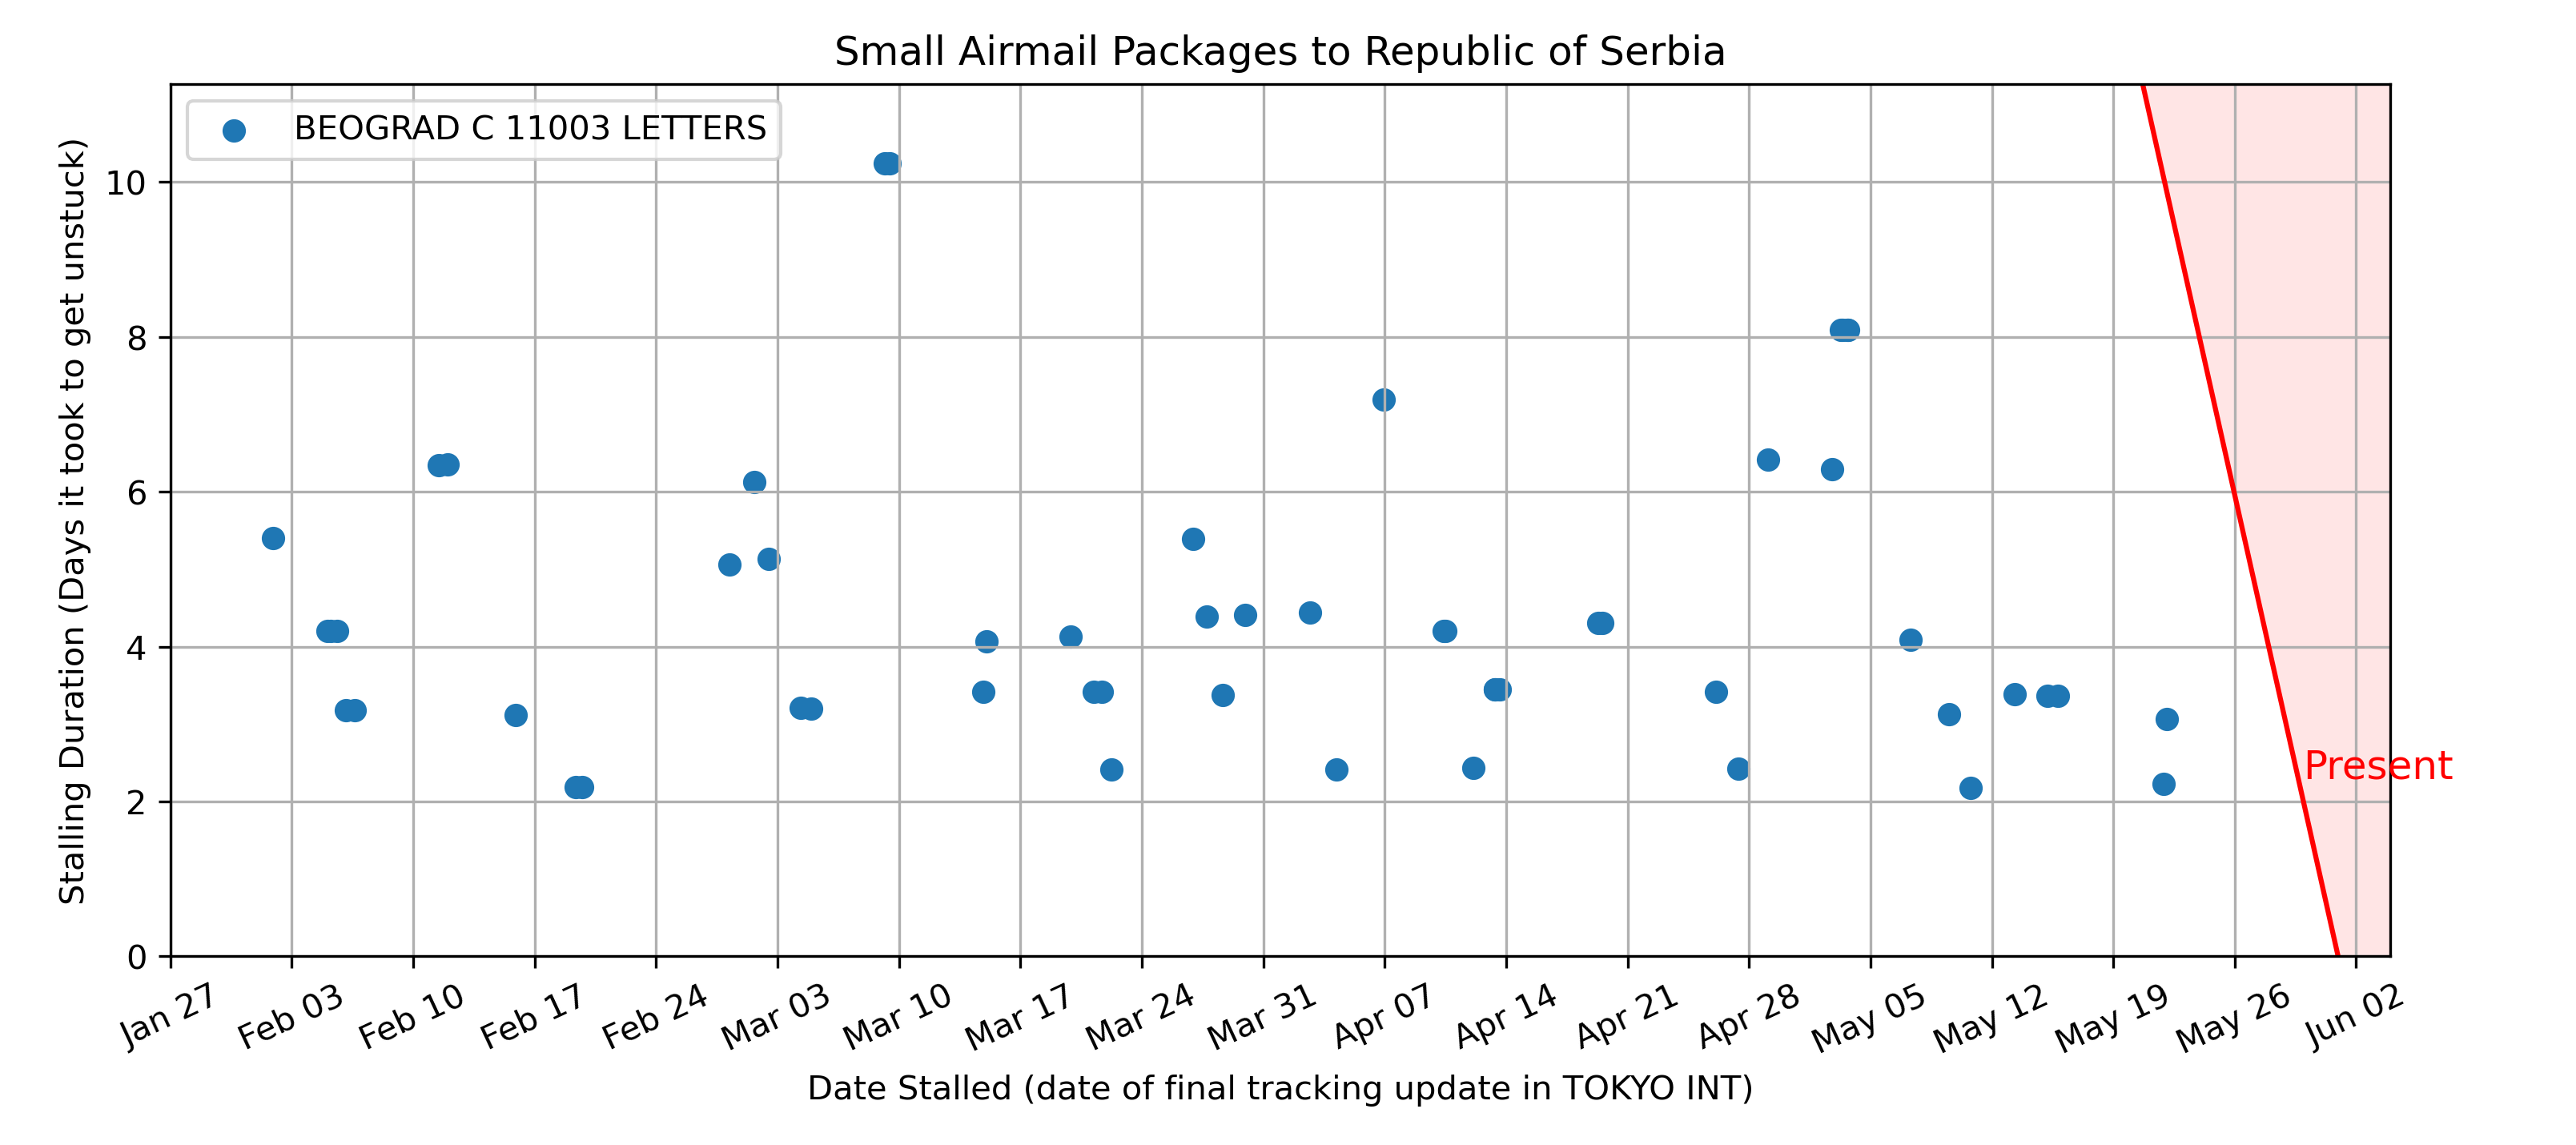 Small Airmail Packages to Republic of Serbia
BEOGRAD C 11003 LETTERS
Stalling Duration (Days it took to get unstuck)
10
8
6
4
2
0
Present
Jan 27 Feb 03 Feb 10 Feb 17 Feb 24 Mar 03 Mar 10 Mar 17 Mar 24 Mar 31 Apr 07 Apr 14 Apr 21 Apr 28 May 05 May 12 May 19 May 26 Jun 02
Date Stalled (date of final tracking update in TOKYO INT)